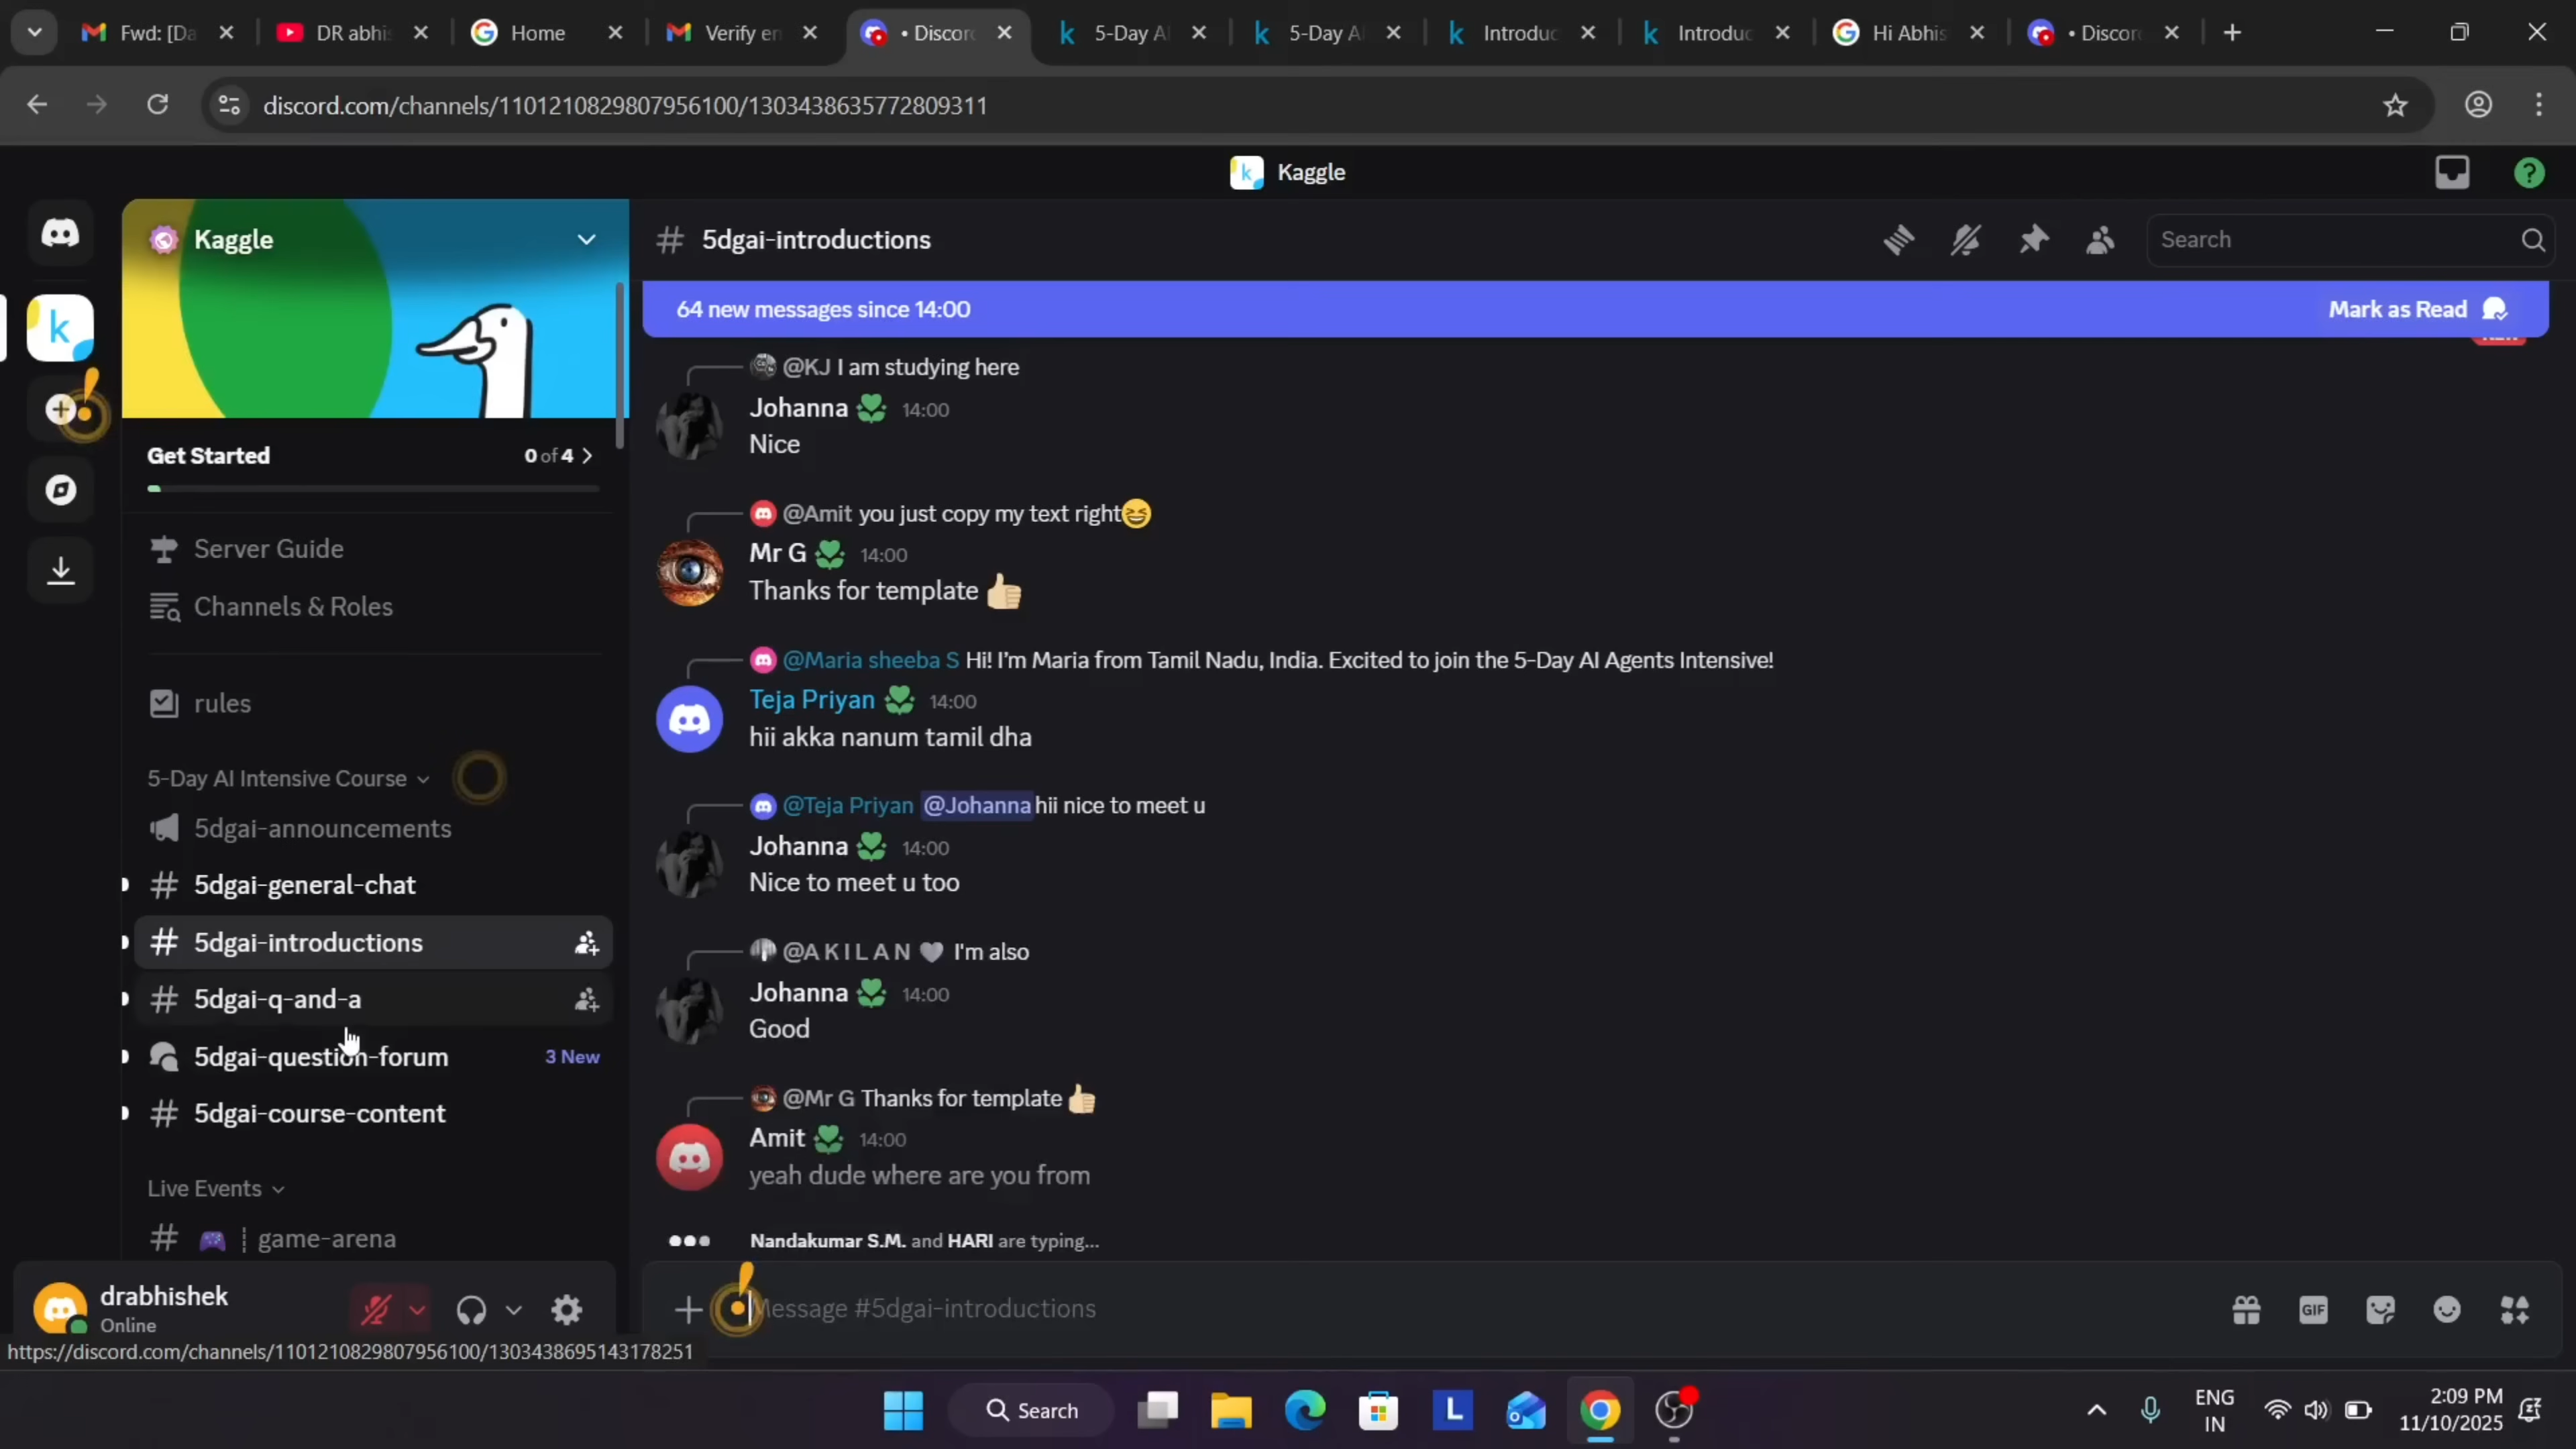 Fwd: [Da
DR abhis
Home
Verify em
• Discord
5-Day AI
5-Day AI
Introduc
Introduc
Hi Abhis
• Discord
discord.com/channels/1101210829807956100/1303438635772809311
Kaggle
Kaggle
5dgai-introductions
Search
64 new messages since 14:00
Mark as Read
Get Started
0 of 4
Server Guide
Channels & Roles
rules
5-Day AI Intensive Course
5dgai-announcements
5dgai-general-chat
5dgai-introductions
5dgai-q-and-a
5dgai-question-forum
3 New
5dgai-course-content
Live Events
game-arena
drabhishek
Online
https://discord.com/channels/1101210829807956100/1303438695143178251
@KJ I am studying here
Johanna 14:00
Nice
@Amit you just copy my text right😆
Mr G 14:00
Thanks for template 👍
@Maria sheeba S Hi! I'm Maria from Tamil Nadu, India. Excited to join the 5-Day AI Agents Intensive!
Teja Priyan 14:00
hii akka nanum tamil dha
@Teja Priyan @Johanna hii nice to meet u
Johanna 14:00
Nice to meet u too
@A K I L A N 🩶 I'm also
Johanna 14:00
Good
@Mr G Thanks for template 👍
Amit 14:00
yeah dude where are you from
Nandakumar S.M. and HARI are typing...
Message #5dgai-introductions
GIF
Search
L
ENG
IN
2:09 PM
11/10/2025